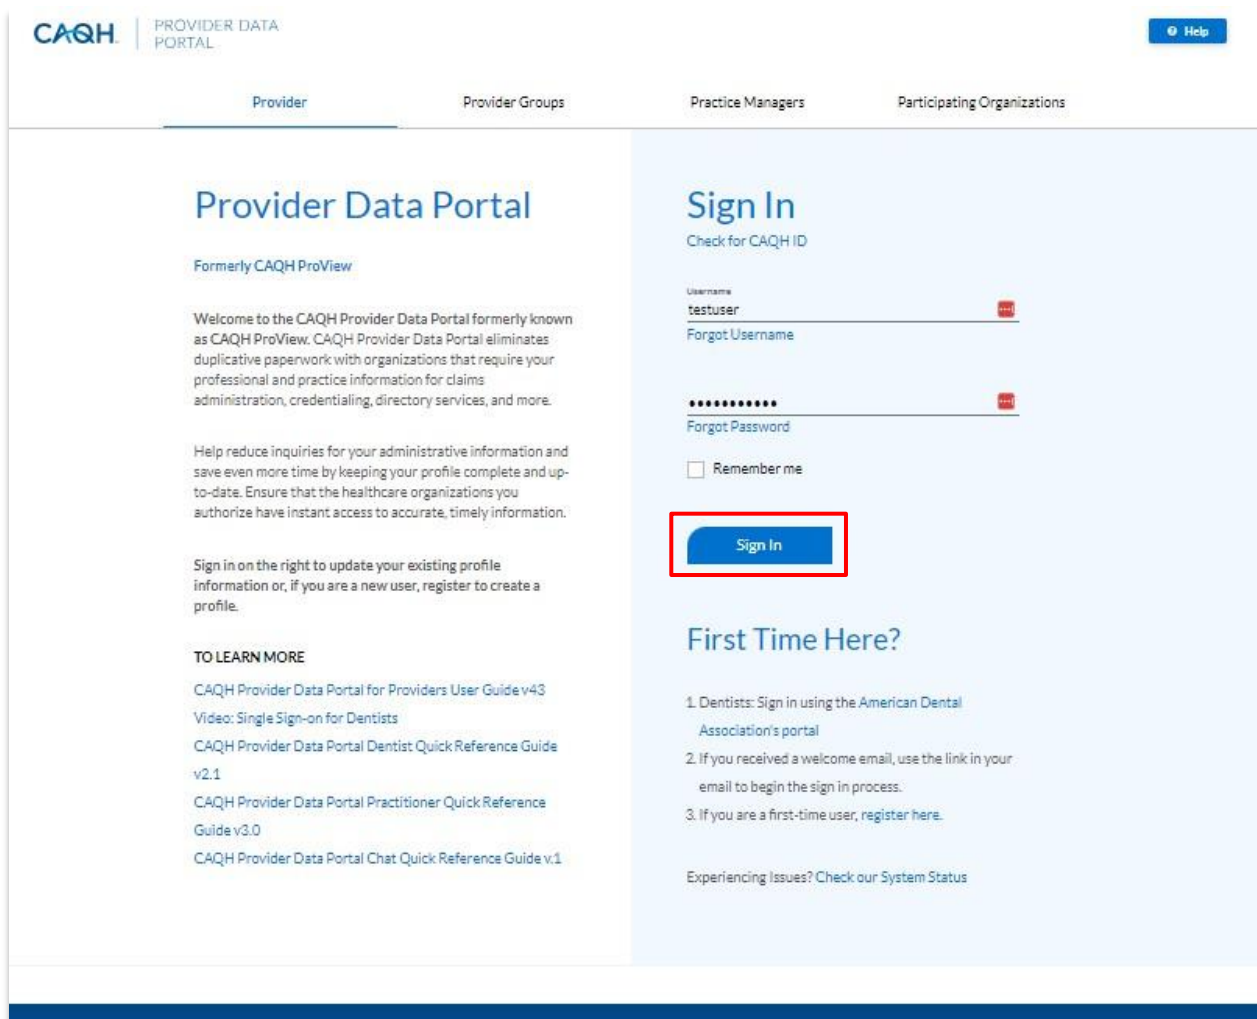 CAQH
PROVIDER DATA
PORTAL
Help
Provider
Provider Groups
Practice Managers
Participating Organizations
Provider Data Portal
Formerly CAQH ProView
Welcome to the CAQH Provider Data Portal formerly known
as CAQH ProView. CAQH Provider Data Portal eliminates
duplicative paperwork with organizations that require your
professional and practice information for claims
administration, credentialing, directory services, and more.
Help reduce inquiries for your administrative information and
save even more time by keeping your profile complete and up-
to-date. Ensure that the healthcare organizations you
authorize have instant access to accurate, timely information.
Sign in on the right to update your existing profile
information or, if you are a new user, register to create a
profile.
TO LEARN MORE
CAQH Provider Data Portal for Providers User Guide v43
Video: Single Sign-on for Dentists
CAQH Provider Data Portal Dentist Quick Reference Guide
v2.1
CAQH Provider Data Portal Practitioner Quick Reference
Guide v3.0
CAQH Provider Data Portal Chat Quick Reference Guide v.1
Sign In
Check for CAQH ID
Username
testuser
Forgot Username
•••••••••••
Forgot Password
Remember me
Sign In
First Time Here?
1. Dentists: Sign in using the American Dental
Association's portal
2. If you received a welcome email, use the link in your
email to begin the sign in process.
3. If you are a first-time user, register here.
Experiencing Issues? Check our System Status